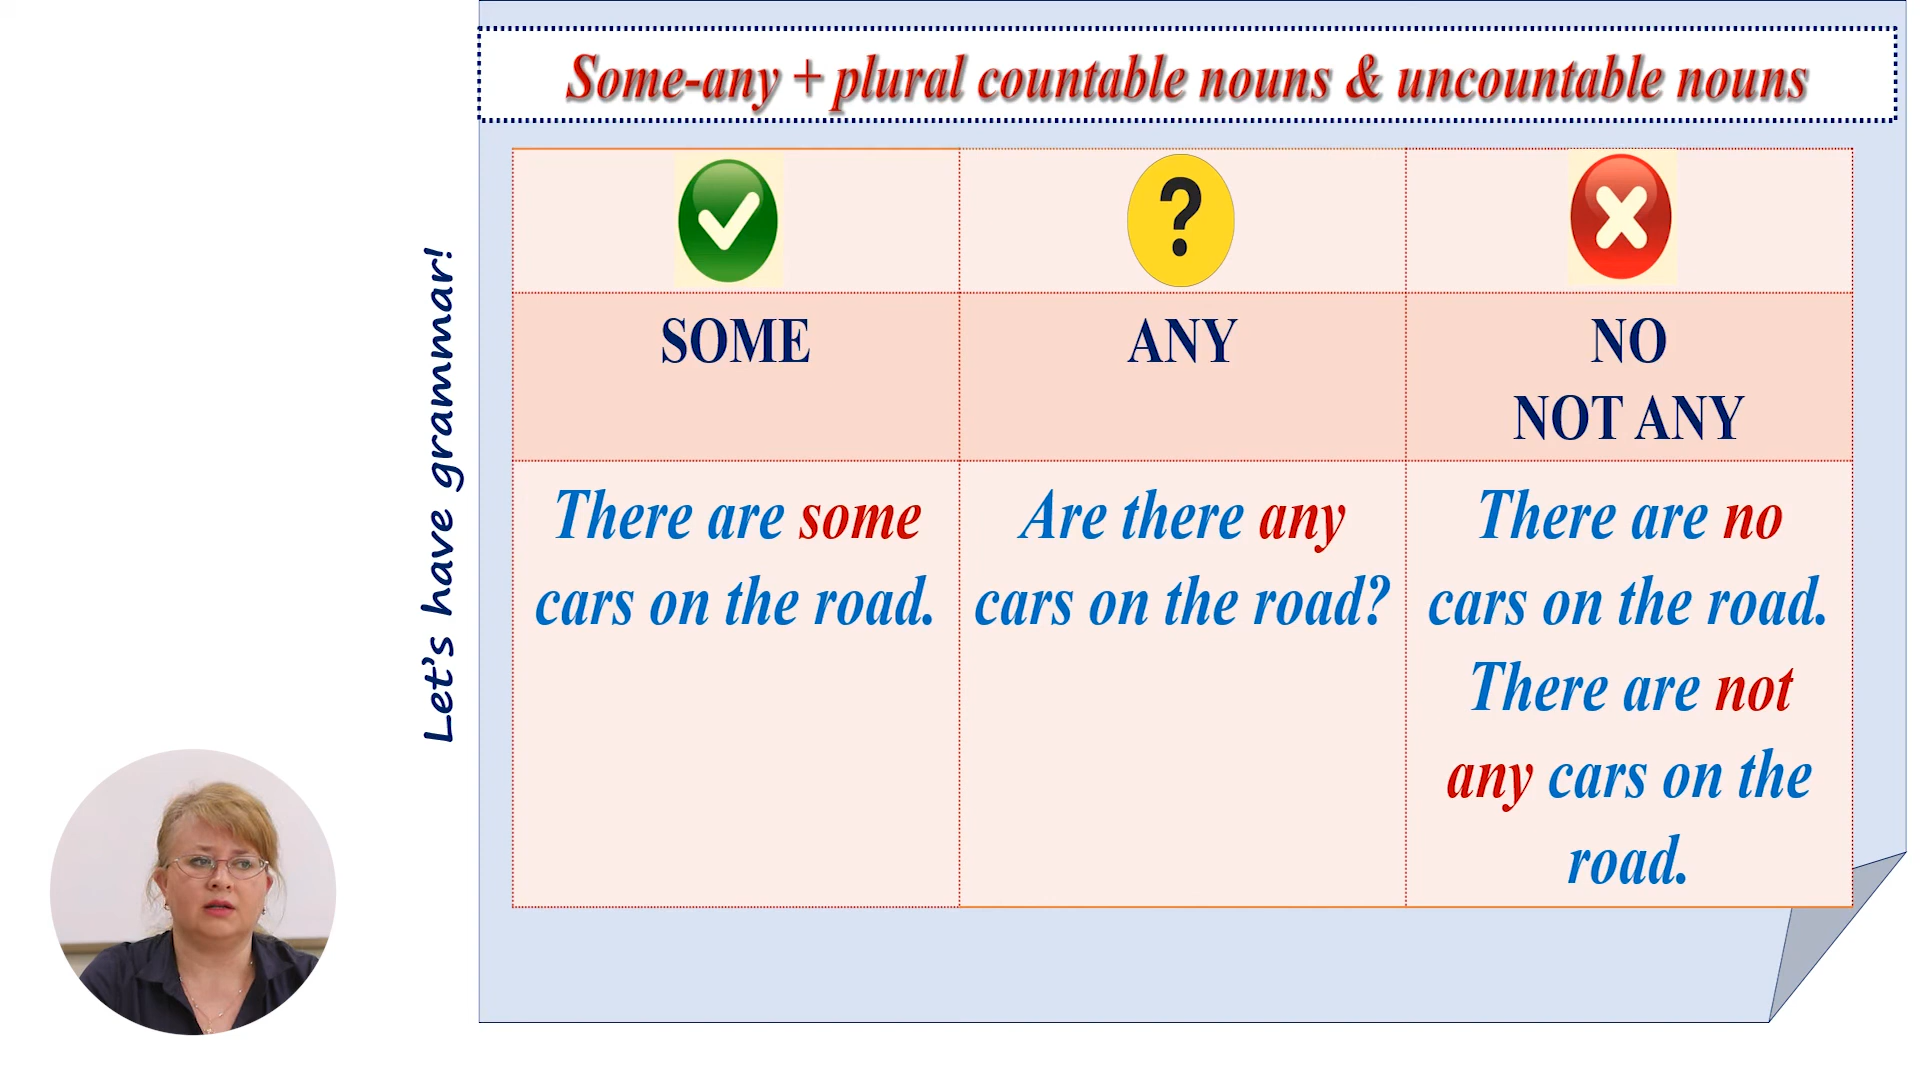 Some-any + plural countable nouns & uncountable nouns
Let's have grammar!
SOME
ANY
NO
NOT ANY
There are some
cars on the road.
Are there any
cars on the road?
There are no
cars on the road.
There are not
any cars on the
road.